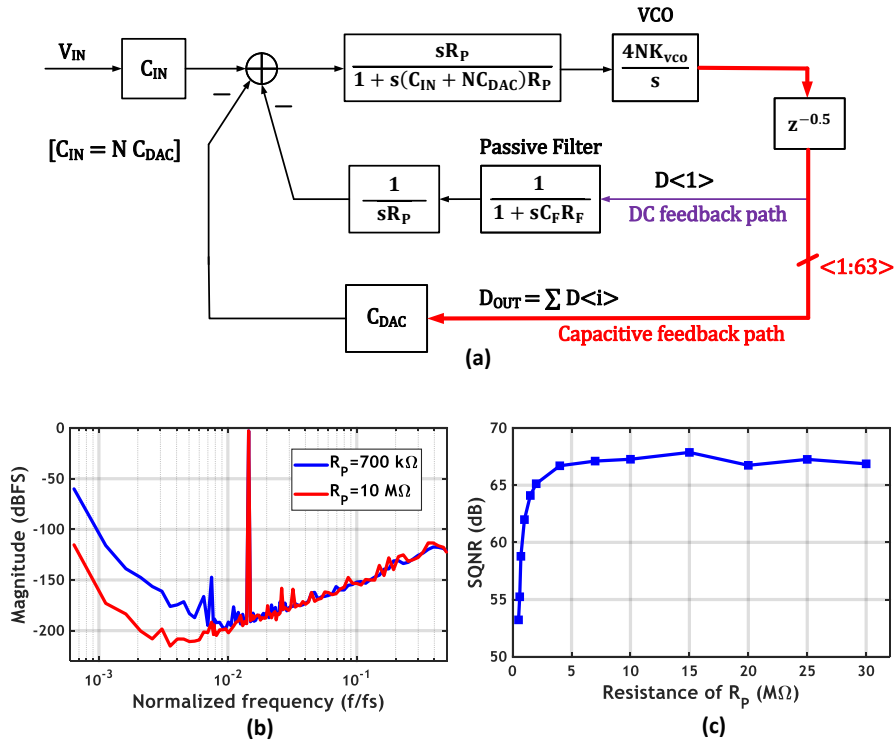 VCO
V_IN
C_IN
sR_P
1 + s(C_IN + NC_DAC)R_P
4NK_vco
s
z^−0.5
[C_IN = N C_DAC]
Passive Filter
1
sR_P
1
1 + sC_F R_F
D<1>
DC feedback path
<1:63>
C_DAC
D_OUT = ∑ D<i>
Capacitive feedback path
(a)
Magnitude (dBFS)
0
-50
-100
-150
-200
10^-3
10^-2
10^-1
Normalized frequency (f/fs)
R_P=700 kΩ
R_P=10 MΩ
(b)
SQNR (dB)
70
65
60
55
50
0
5
10
15
20
25
30
Resistance of R_P (MΩ)
(c)